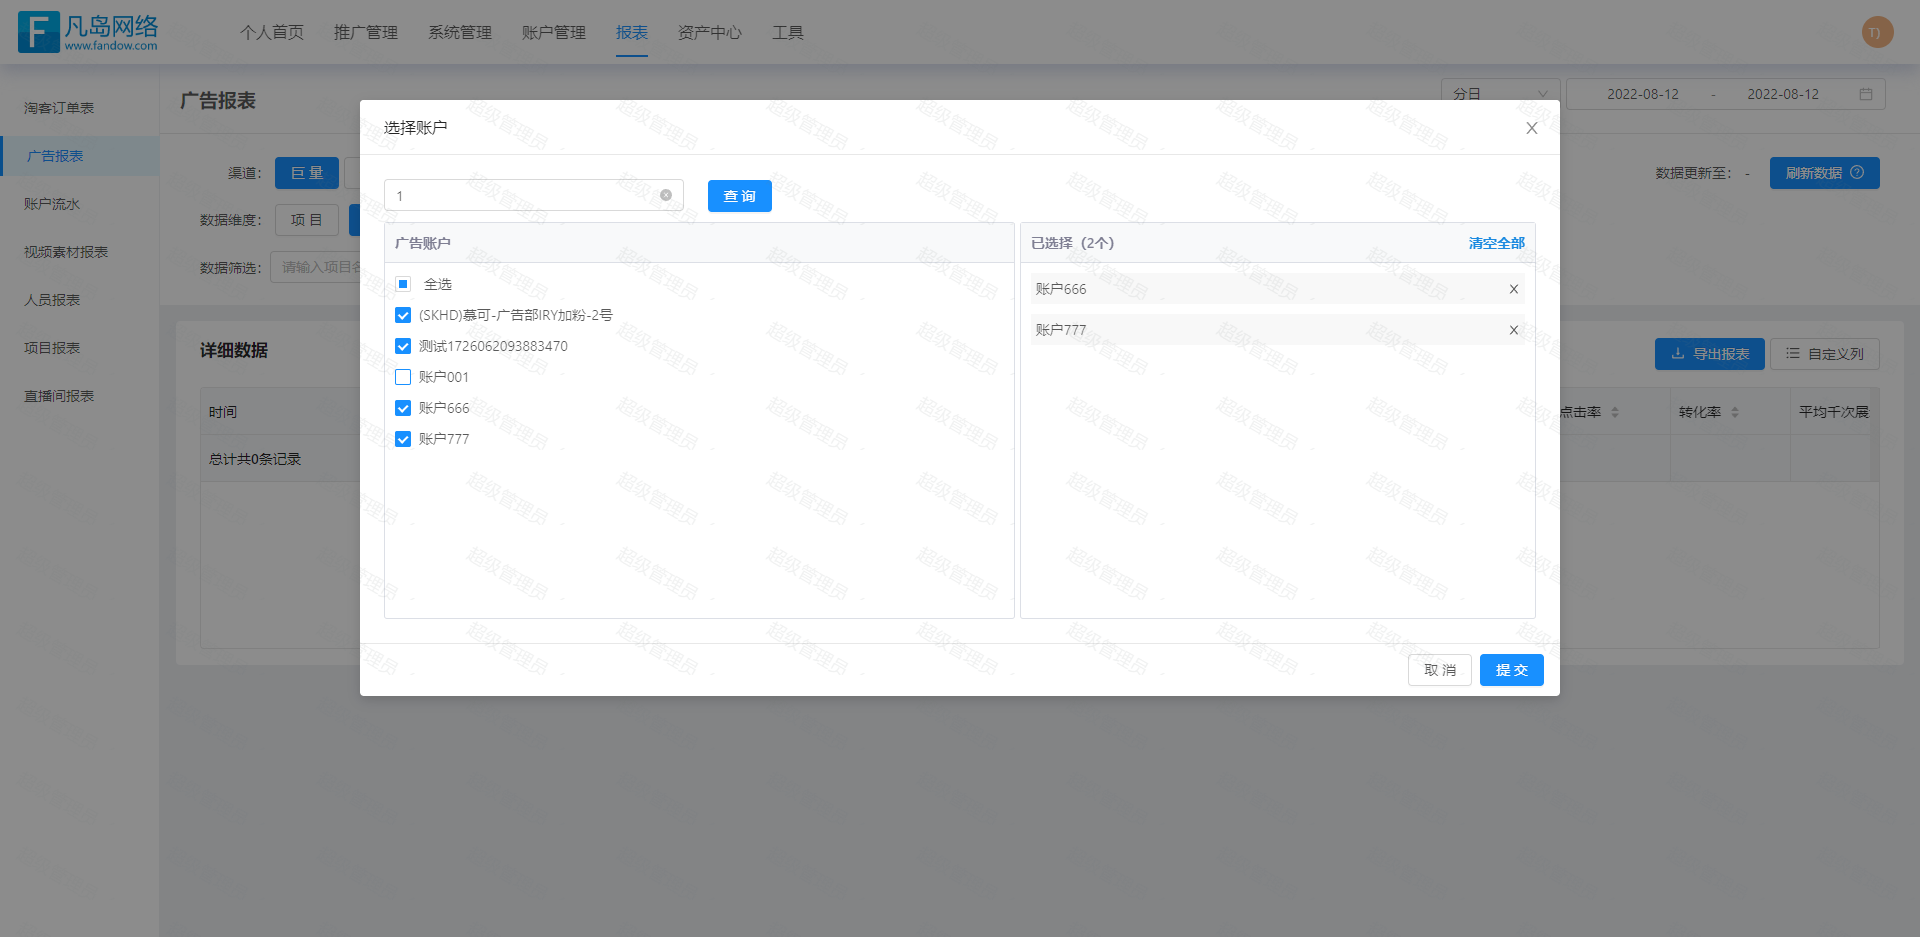 凡岛网络
www.fandow.com
个人首页 推广管理 系统管理 账户管理 报表 资产中心 工具
T)
淘客订单表
广告报表
账户流水
视频素材报表
人员报表
项目报表
直播间报表
广告报表
分日
2022-08-12 - 2022-08-12
渠道：
巨 量
数据更新至： -
刷新数据
数据维度：
项 目
数据筛选：
请输入项目名
选择账户
1
查 询
广告账户
全选
(SKHD)慕可-广告部IRY加粉-2号
测试1726062093883470
账户001
账户666
账户777
已选择（2个）
清空全部
账户666
账户777
取 消
提 交
详细数据
导出报表
自定义列
时间
点击率
转化率
平均千次展
总计共0条记录
超级管理员